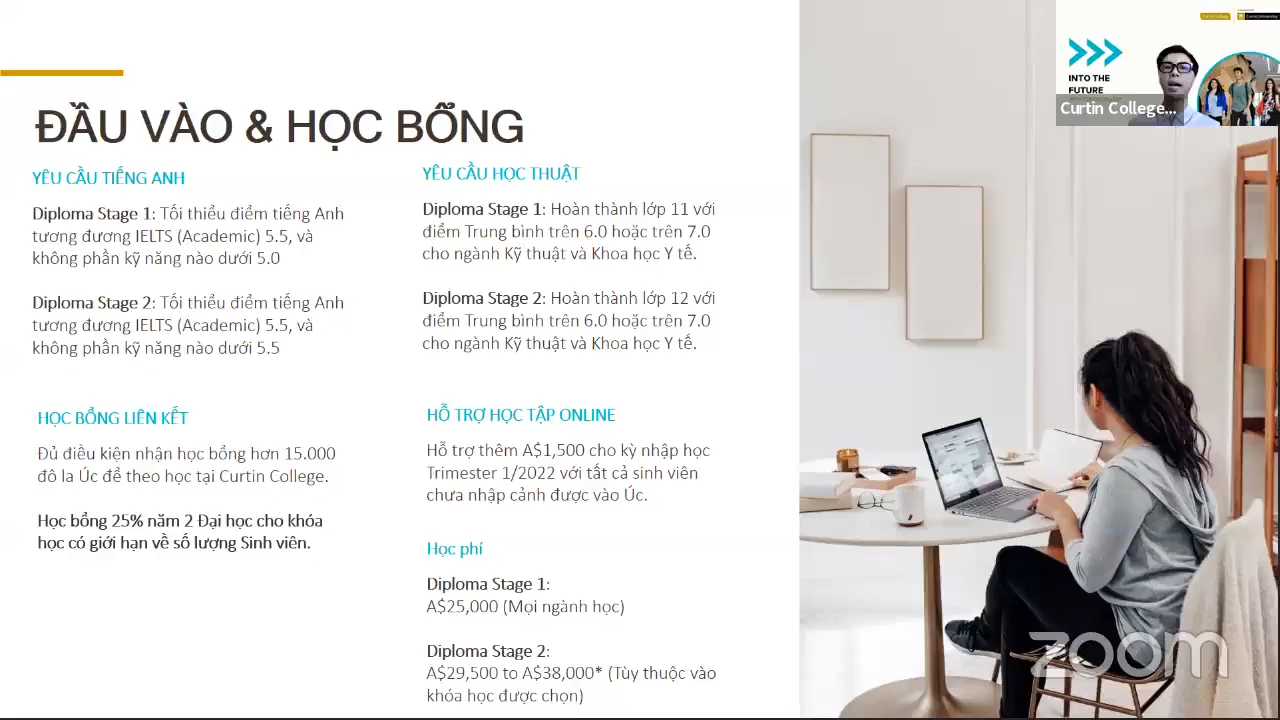 ĐẦU VÀO & HỌC BỔNG
YÊU CẦU TIẾNG ANH
Diploma Stage 1: Tối thiểu điểm tiếng Anh
tương đương IELTS (Academic) 5.5, và
không phần kỹ năng nào dưới 5.0
Diploma Stage 2: Tối thiểu điểm tiếng Anh
tương đương IELTS (Academic) 5.5, và
không phần kỹ năng nào dưới 5.5
YÊU CẦU HỌC THUẬT
Diploma Stage 1: Hoàn thành lớp 11 với
điểm Trung bình trên 6.0 hoặc trên 7.0
cho ngành Kỹ thuật và Khoa học Y tế.
Diploma Stage 2: Hoàn thành lớp 12 với
điểm Trung bình trên 6.0 hoặc trên 7.0
cho ngành Kỹ thuật và Khoa học Y tế.
HỌC BỔNG LIÊN KẾT
Đủ điều kiện nhận học bổng hơn 15.000
đô la Úc để theo học tại Curtin College.
Học bổng 25% năm 2 Đại học cho khóa
học có giới hạn về số lượng Sinh viên.
HỖ TRỢ HỌC TẬP ONLINE
Hỗ trợ thêm A$1,500 cho kỳ nhập học
Trimester 1/2022 với tất cả sinh viên
chưa nhập cảnh được vào Úc.
Học phí
Diploma Stage 1:
A$25,000 (Mọi ngành học)
Diploma Stage 2:
A$29,500 to A$38,000* (Tùy thuộc vào
khóa học được chọn)
INTO THE
FUTURE
Curtin College...
zoom